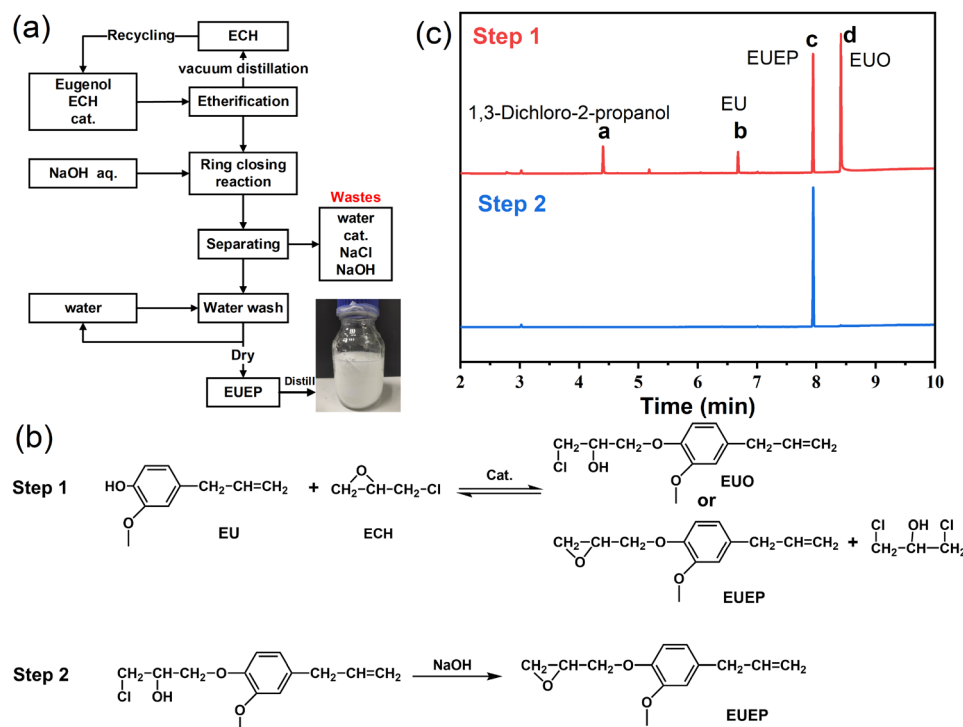 (a)
Recycling
ECH
vacuum distillation
Eugenol
ECH
cat.
Etherification
NaOH aq.
Ring closing
reaction
Wastes
Separating
water
cat.
NaCl
NaOH
water
Water wash
Dry
EUEP
Distill
(c)
Step 1
c
d
EUEP
EUO
1,3-Dichloro-2-propanol
EU
a
b
Step 2
2
3
4
5
6
7
8
9
10
Time (min)
(b)
Step 1
HO
CH2-CH=CH2
O
EU
+
O
CH2-CH-CH2-Cl
ECH
Cat.
CH2-CH-CH2-O
Cl
OH
CH2-CH=CH2
O
EUO
or
CH2-CH-CH2-O
O
CH2-CH=CH2
O
EUEP
+
Cl
OH
Cl
CH2-CH-CH2
Step 2
CH2-CH-CH2-O
Cl
OH
CH2-CH=CH2
O
NaOH
CH2-CH-CH2-O
O
CH2-CH=CH2
O
EUEP